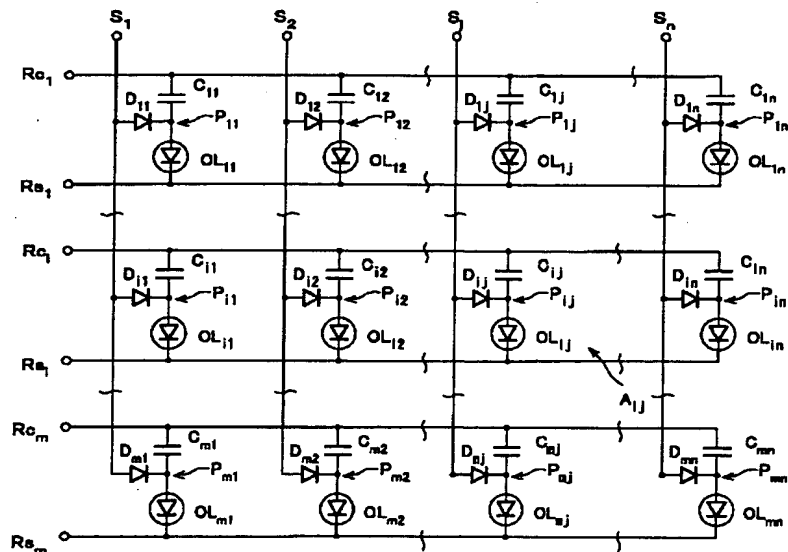 S1 S2 Sj Sn
Rc1 C11 C12 C1j C1n
D11 D12 D1j D1n
P11 P12 P1j P1n
OL11 OL12 OL1j OL1n
Rs1
Rci Ci1 Ci2 Cij Cin
Di1 Di2 Dij Din
Pi1 Pi2 Pij Pin
OLi1 OLi2 OLij OLin
Rsi
Aij
Rcm Cm1 Cm2 Cmj Cmn
Dm1 Dm2 Dmj Dmn
Pm1 Pm2 Pmj Pmn
OLm1 OLm2 OLmj OLmn
Rsm